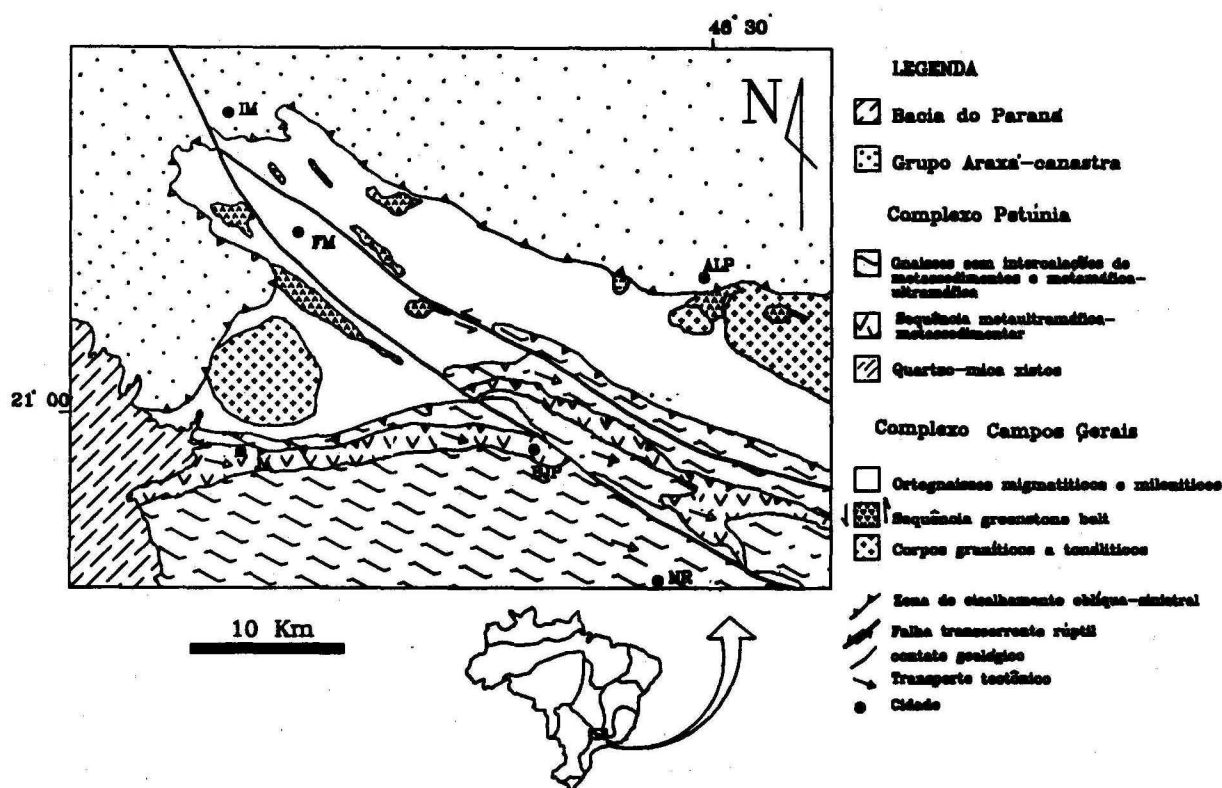 46° 30
N
IM
FM
ALP
21° 00
MR
10 Km
LEGENDA
Bacia do Paraná
Grupo Araxá-canastra
Complexo Petúnia
Gnaisses sem intercalações de
metassedimentos e metamáfica-
ultramáfica
Sequência metaultramáfica-
metassedimentar
Quartzo-mica xistos
Complexo Campos Gerais
Ortognaisses migmatíticos e miloníticos
Sequência greenstone belt
Corpos graníticos a tonalíticos
Zona de cisalhamento oblíqua-sinistral
Falha transcorrente rúptil
contato geológico
Transporte tectônico
Cidade